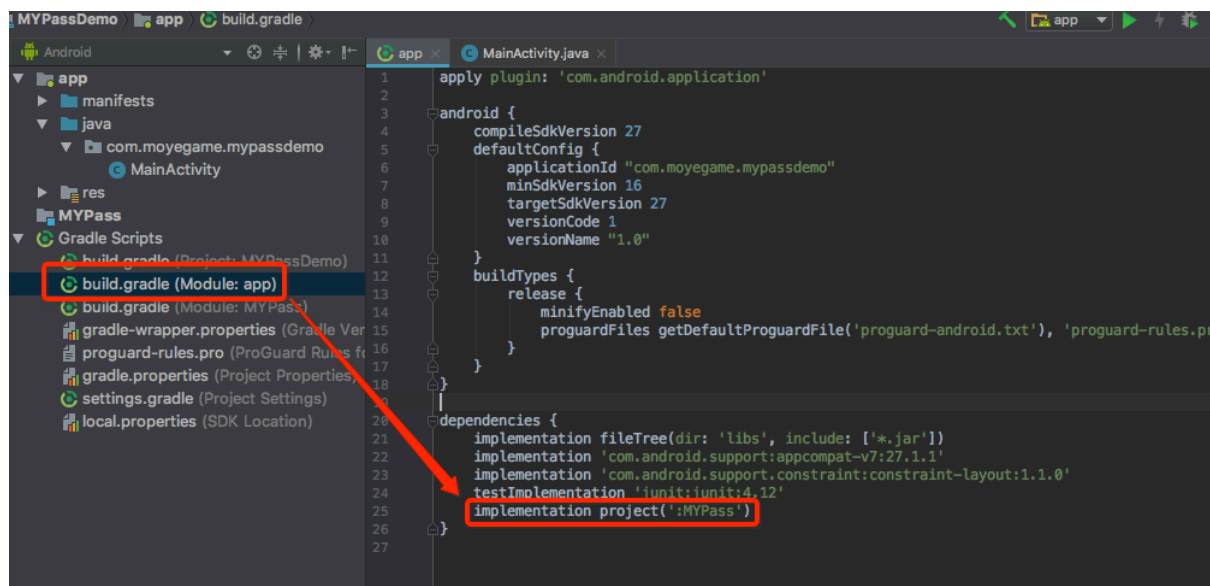 MYPassDemo app build.gradle app
Android app MainActivity.java
app
manifests
java
com.moyegame.mypassdemo
MainActivity
res
MYPass
Gradle Scripts
build.gradle (Project: MYPassDemo)
build.gradle (Module: app)
build.gradle (Module: MYPass)
gradle-wrapper.properties (Gradle Ver
proguard-rules.pro (ProGuard Rules fo
gradle.properties (Project Properties)
settings.gradle (Project Settings)
local.properties (SDK Location)
1 apply plugin: 'com.android.application'
2
3 android {
4 compileSdkVersion 27
5 defaultConfig {
6 applicationId "com.moyegame.mypassdemo"
7 minSdkVersion 16
8 targetSdkVersion 27
9 versionCode 1
10 versionName "1.0"
11 }
12 buildTypes {
13 release {
14 minifyEnabled false
15 proguardFiles getDefaultProguardFile('proguard-android.txt'), 'proguard-rules.pr
16 }
17 }
18 }
19
20 dependencies {
21 implementation fileTree(dir: 'libs', include: ['*.jar'])
22 implementation 'com.android.support:appcompat-v7:27.1.1'
23 implementation 'com.android.support.constraint:constraint-layout:1.1.0'
24 testImplementation 'junit:junit:4.12'
25 implementation project(':MYPass')
26 }
27